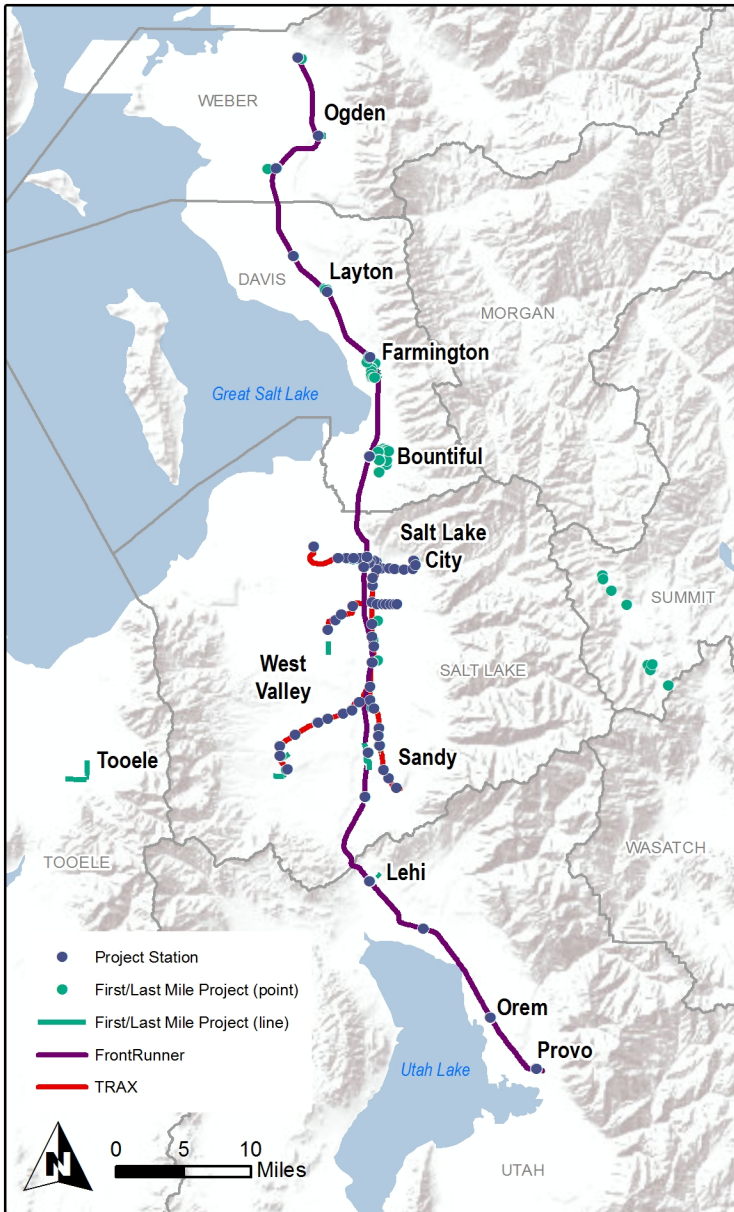 WEBER
Ogden
Layton
DAVIS
MORGAN
Farmington
Great Salt Lake
Bountiful
Salt Lake
City
SUMMIT
West
Valley
SALT LAKE
Tooele
Sandy
TOOELE
WASATCH
Lehi
Project Station
First/Last Mile Project (point)
First/Last Mile Project (line)
FrontRunner
TRAX
Orem
Provo
Utah Lake
N
0 5 10
Miles
UTAH